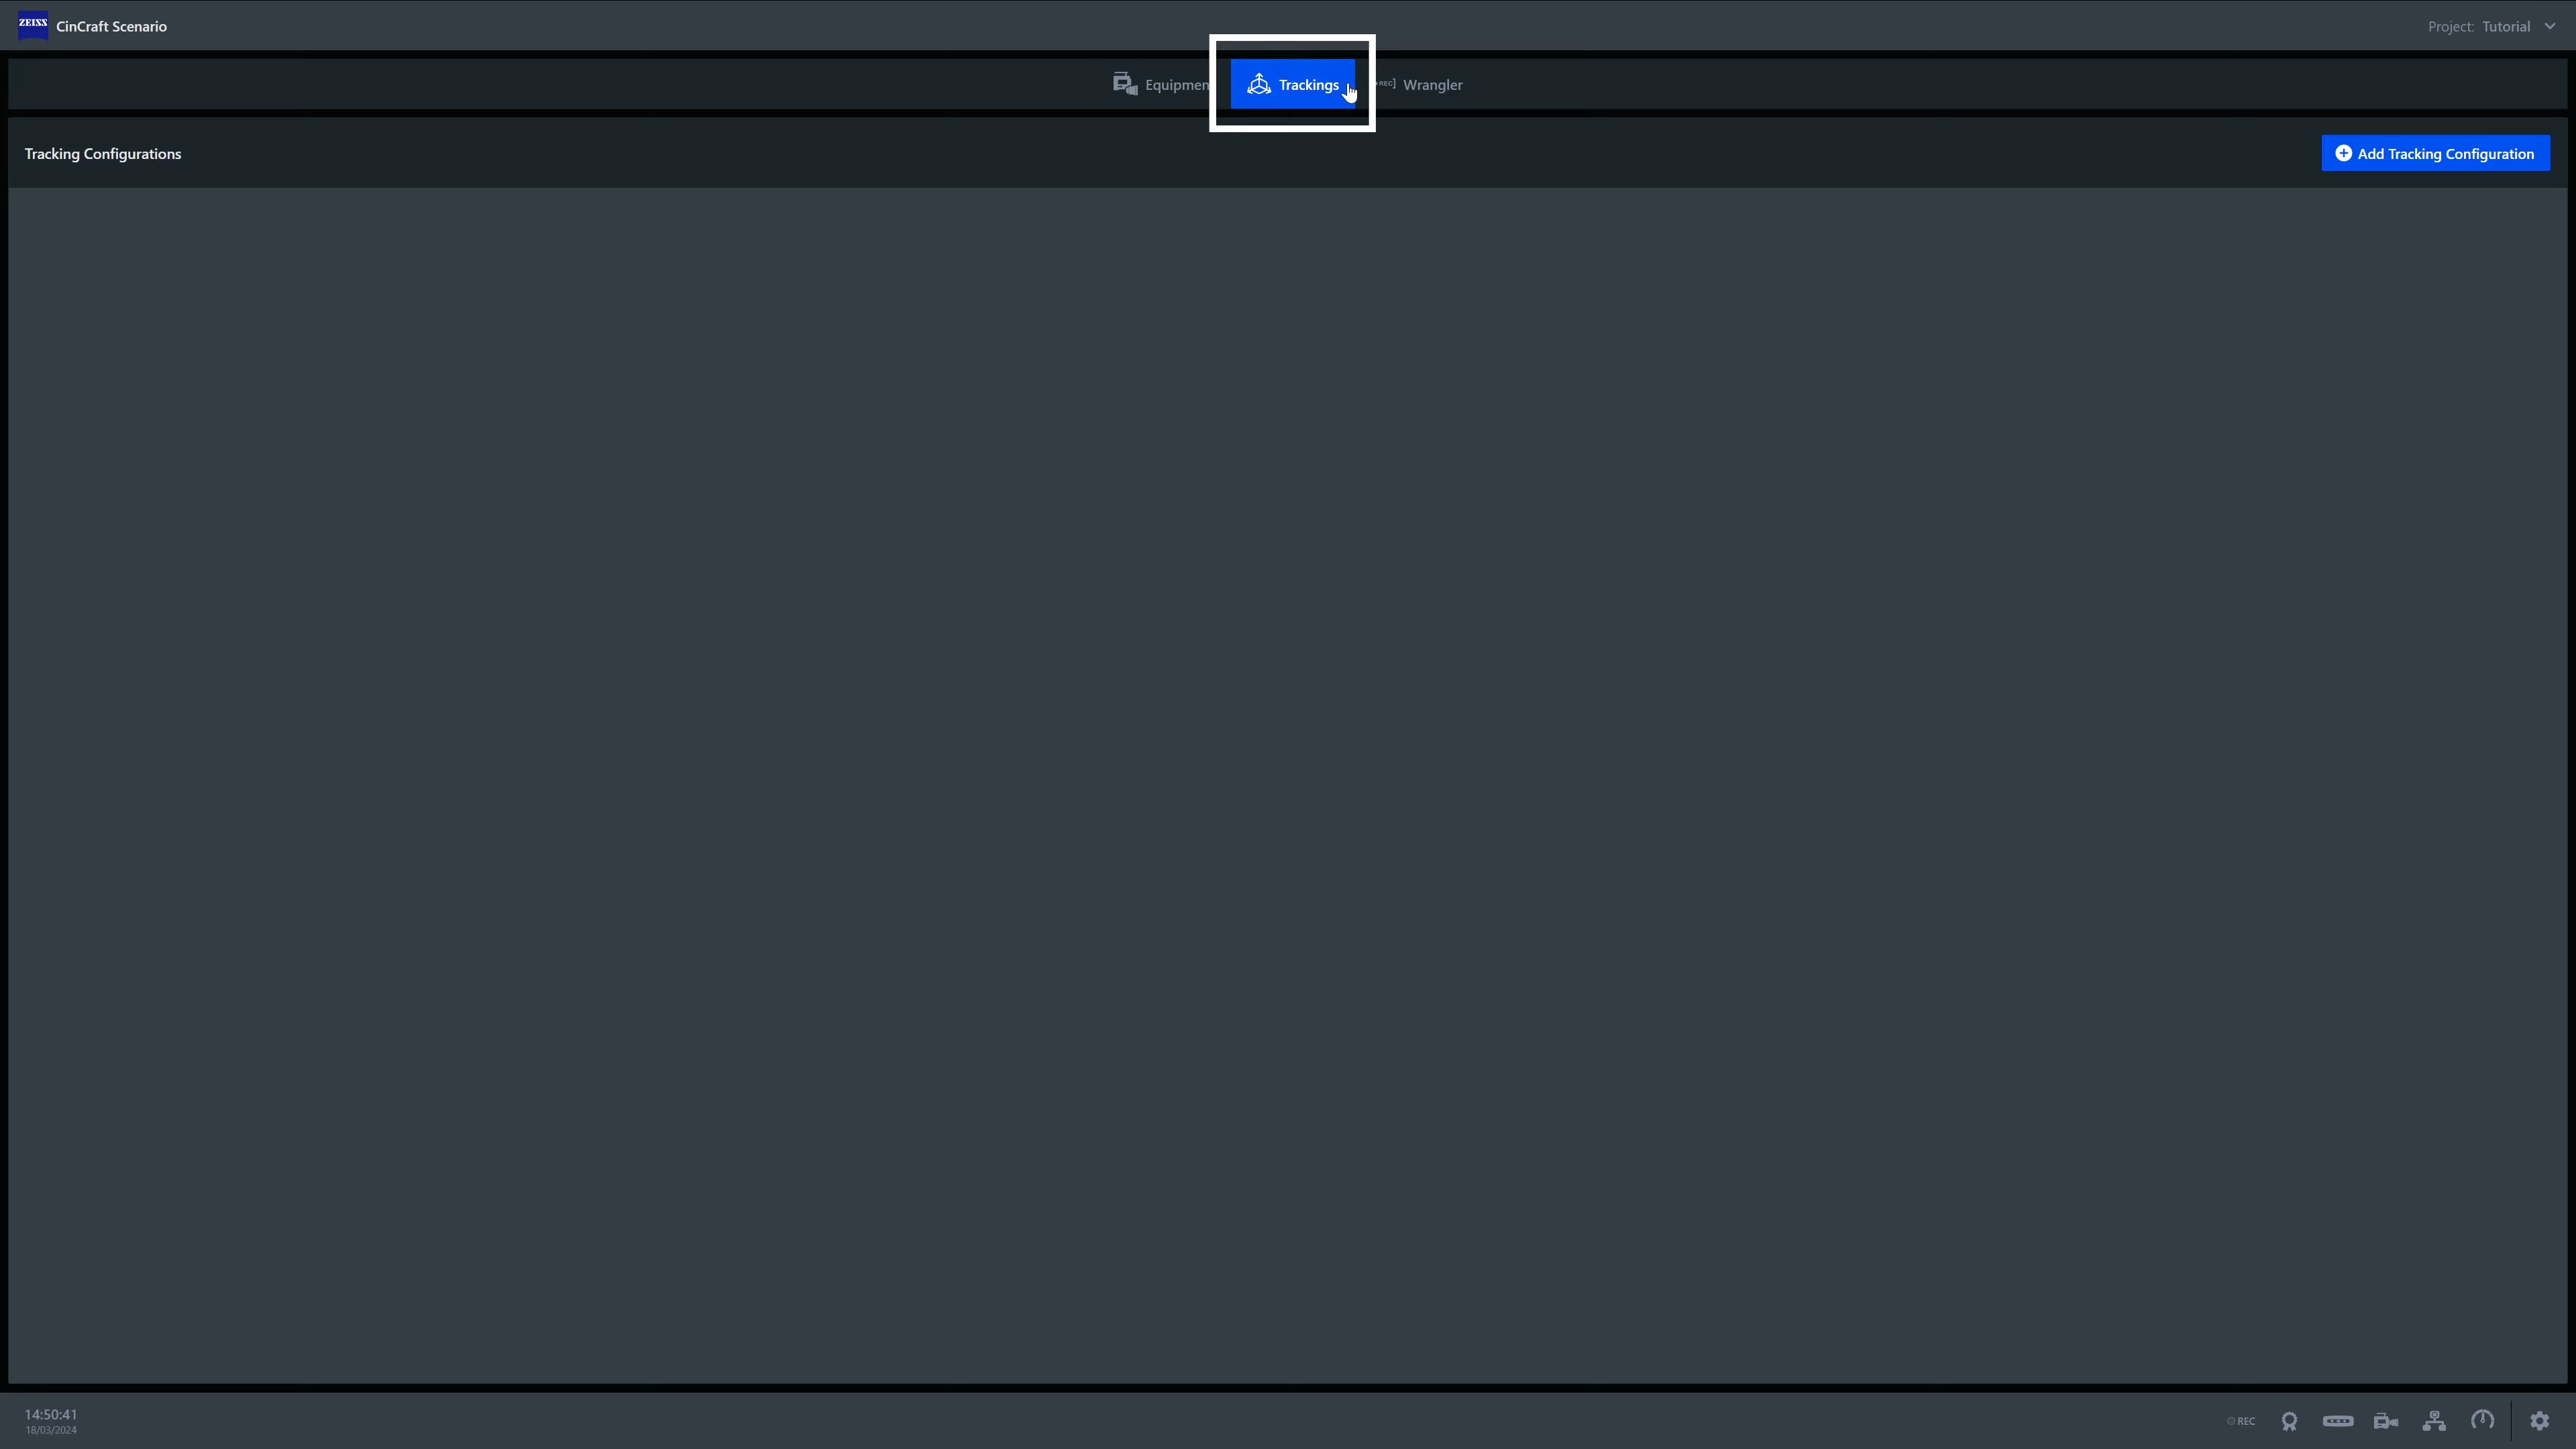 ZEISS CinCraft Scenario
Project: Tutorial
Equipmen Trackings REC] Wrangler
Tracking Configurations
Add Tracking Configuration
14:50:41
18/03/2024
REC